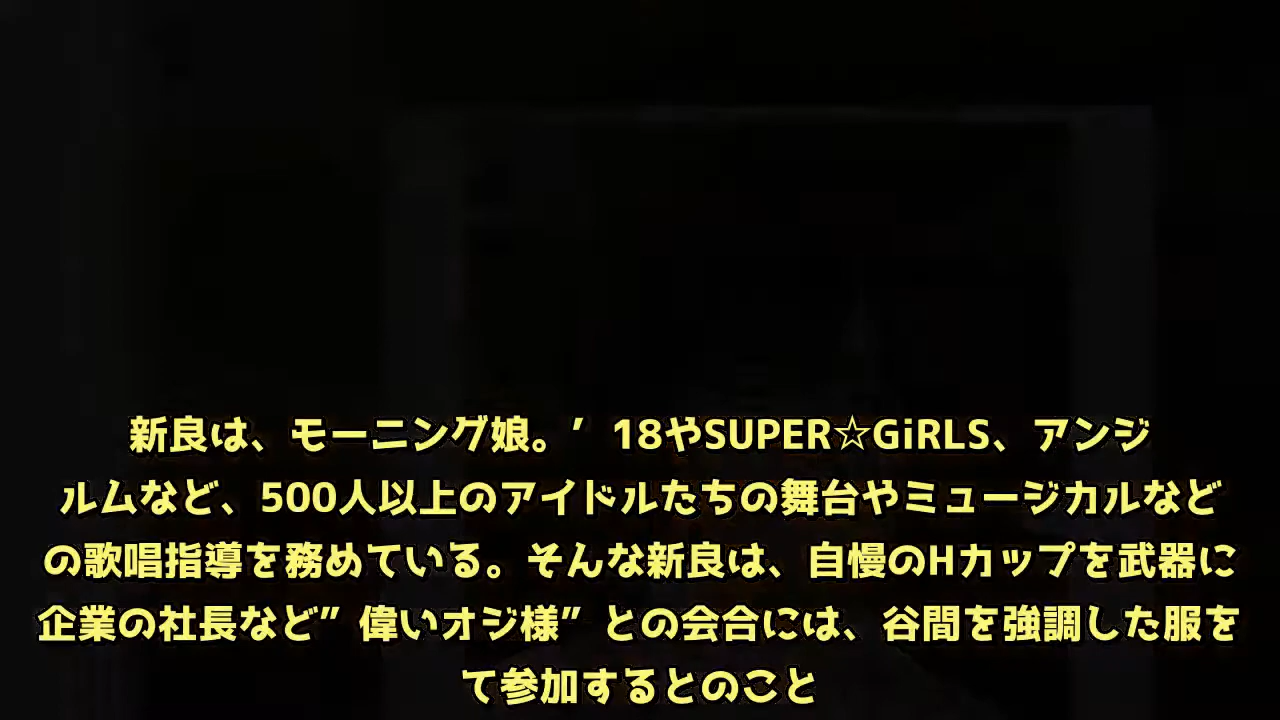 新良は、モーニング娘。’18やSUPER☆GiRLS、アンジ
ルムなど、500人以上のアイドルたちの舞台やミュージカルなど
の歌唱指導を務めている。そんな新良は、自慢のHカップを武器に
企業の社長など”偉いオジ様”との会合には、谷間を強調した服を
て参加するとのこと